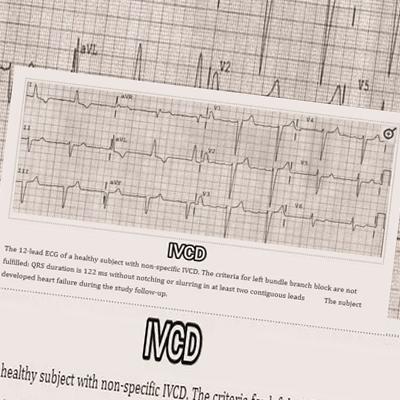 aVL
V2
V5
I
aVR
V1
V4
II
aVL
V2
V5
III
aVF
V3
V6
IVCD
The 12-lead ECG of a healthy subject with non-specific IVCD. The criteria for left bundle branch block are not
fulfilled: QRS duration is 122 ms without notching or slurring in at least two contiguous leads The subject
developed heart failure during the study follow-up.
IVCD
healthy subject with non-specific IVCD. The criteria for left